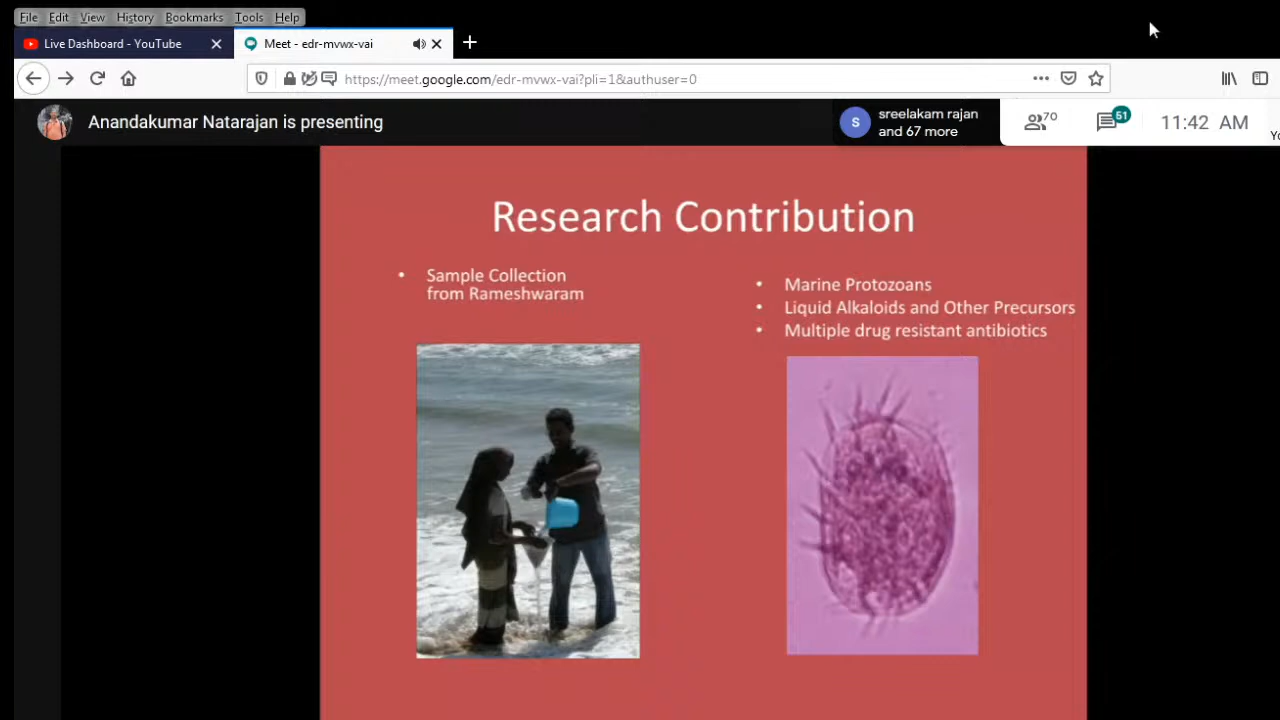 File Edit View History Bookmarks Tools Help
Live Dashboard - YouTube
Meet - edr-mvwx-vai
https://meet.google.com/edr-mvwx-vai?pli=1&authuser=0
Anandakumar Natarajan is presenting
S
sreelakam rajan
and 67 more
70
51
11:42 AM
Research Contribution
• Sample Collection
from Rameshwaram
• Marine Protozoans
• Liquid Alkaloids and Other Precursors
• Multiple drug resistant antibiotics